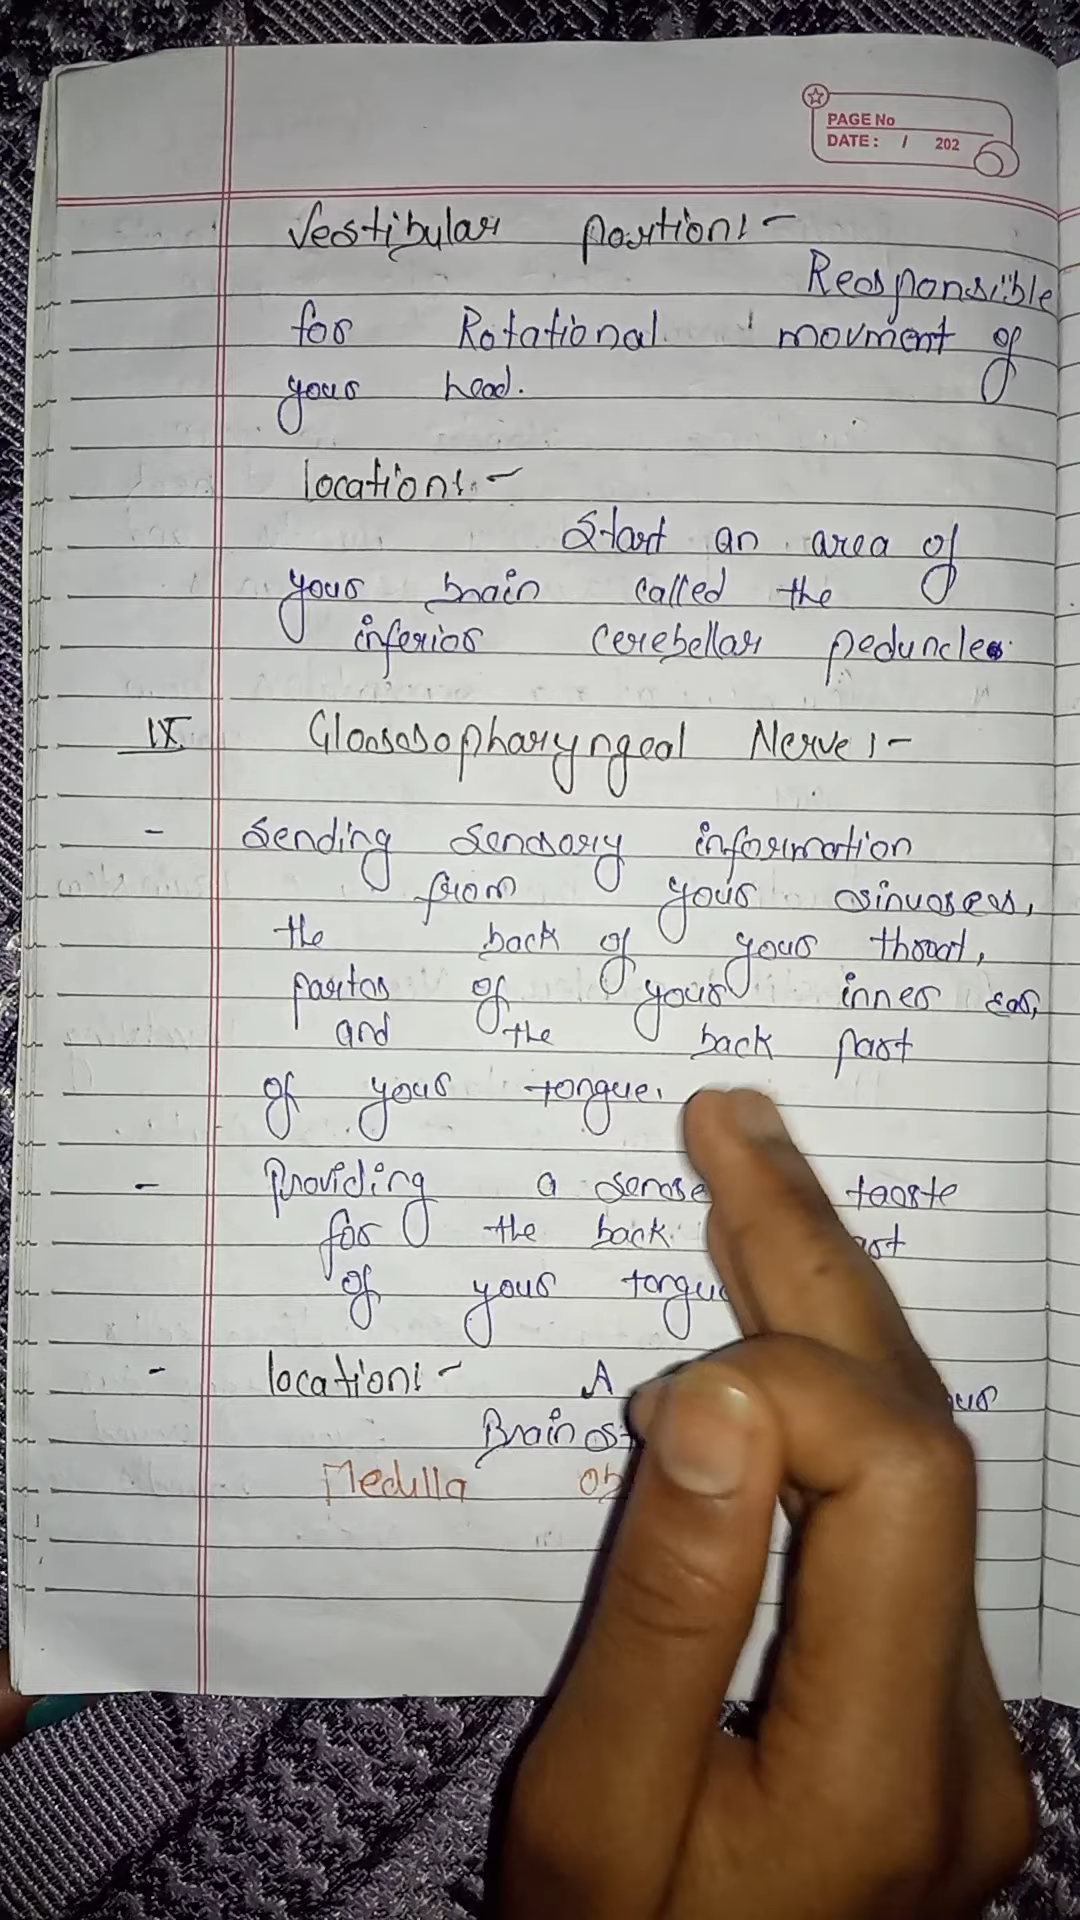 PAGE No
DATE: / 202
Vestibular Portion:-
Responsible
for Rotational movment of
your head.
location:-
Start an area of
your brain called the
inferior cerebellar peduncle.
IX Glossopharyngeal Nerve:-
- Sending sensory information
from your sinuses,
the back of your throat,
parts of your inner ear,
and the back part
of your tongue.
- Providing a sense taste
for the back
of your
- location:- A
Medulla